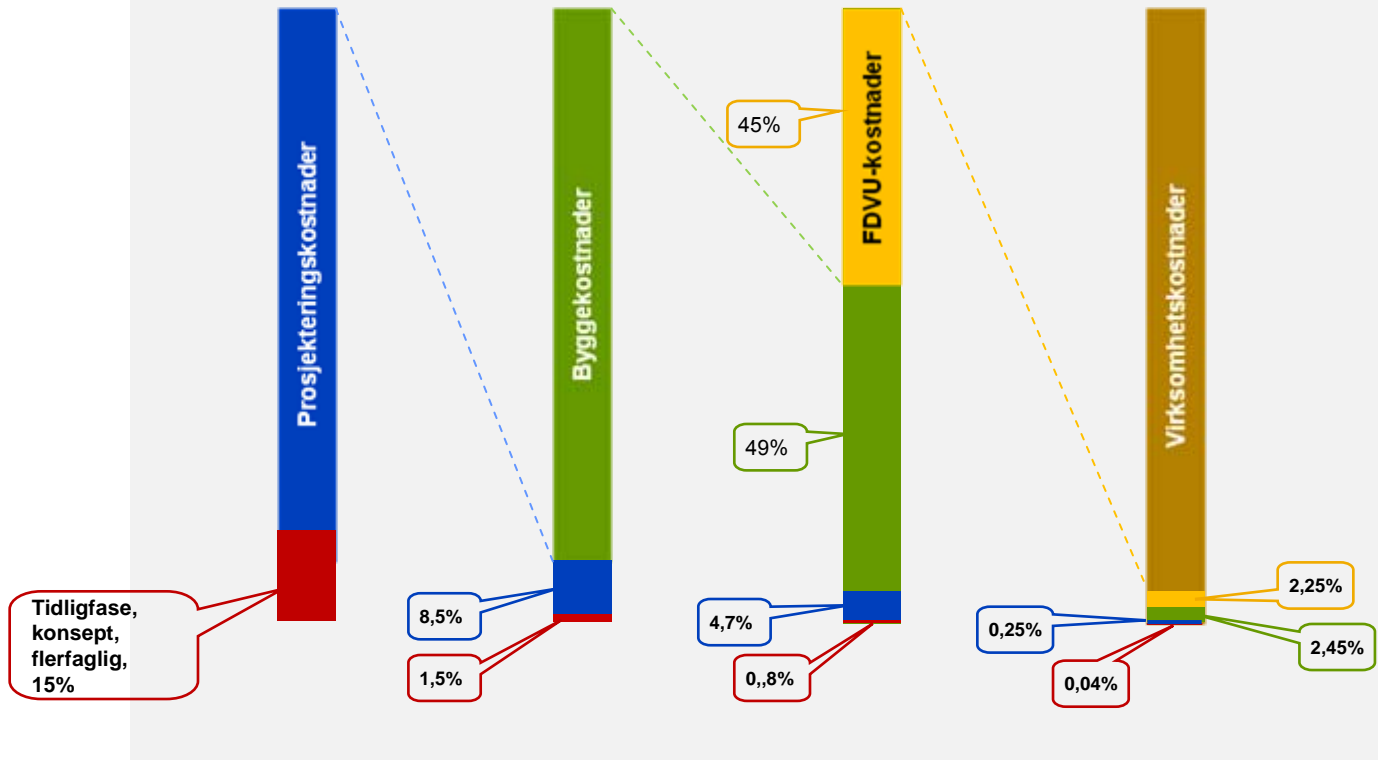 Prosjekteringskostnader
Byggekostnader
FDVU-kostnader
Virksomhetskostnader
45%
49%
Tidligfase,
konsept,
flerfaglig,
15%
8,5%
1,5%
4,7%
0,,8%
0,25%
0,04%
2,25%
2,45%